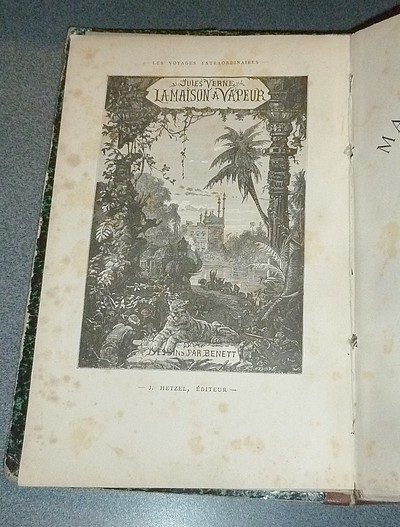 — LES VOYAGES EXTRAORDINAIRES —
JULES VERNE
LA MAISON À VAPEUR
DESSINS PAR BENETT
— J. HETZEL, ÉDITEUR —
MA